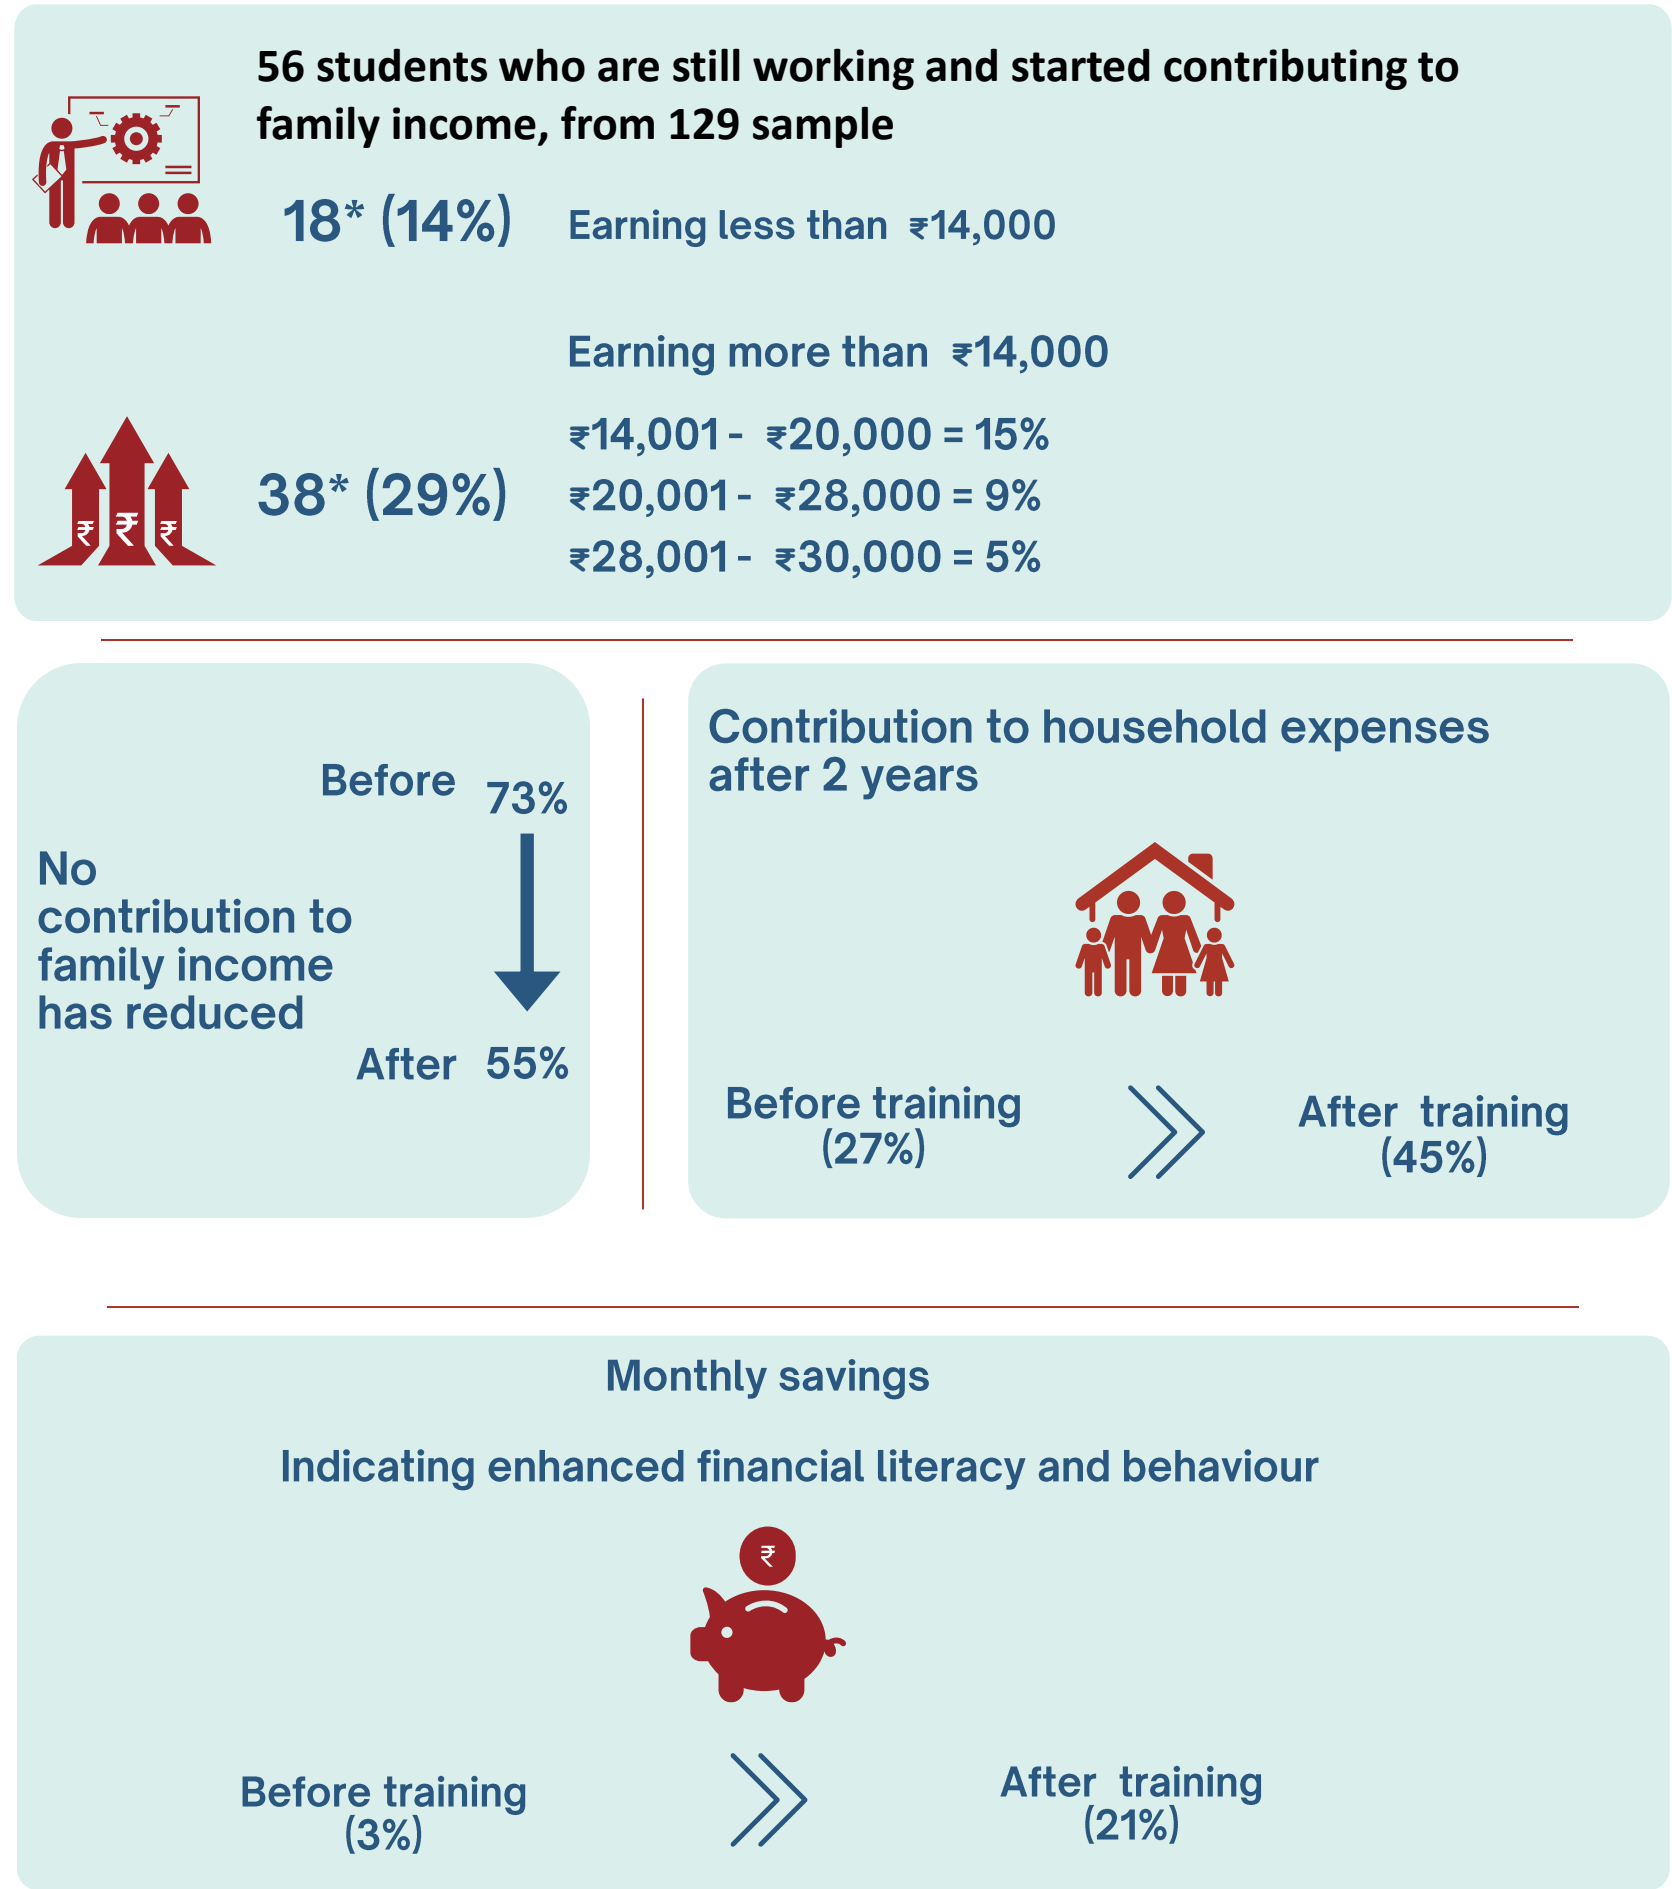 56 students who are still working and started contributing to
family income, from 129 sample
18* (14%)
Earning less than ₹14,000
Earning more than ₹14,000
38* (29%)
₹14,001 - ₹20,000 = 15%
₹20,001 - ₹28,000 = 9%
₹28,001 - ₹30,000 = 5%
₹ ₹ ₹
No
contribution to
family income
has reduced
Before 73%
After 55%
Contribution to household expenses
after 2 years
Before training
(27%)
After training
(45%)
Monthly savings
Indicating enhanced financial literacy and behaviour
₹
Before training
(3%)
After training
(21%)